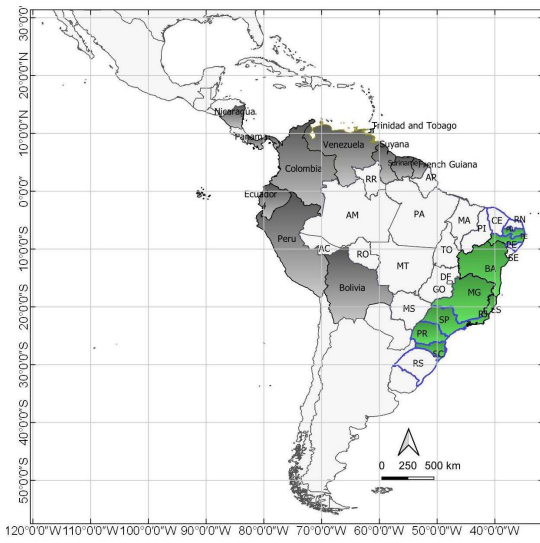 30°0'0"
20°0'0"N
10°0'0"N
0°0'0"
10°0'0"S
20°0'0"S
30°0'0"S
40°0'0"S
50°0'0"S
Nicaragua
Panam
Trinidad and Tobago
Venezuela
Guyana
Suriname
French Guiana
Colombia
Ecuador
Peru
Bolivia
RR
AP
AM
PA
MA
CE
RN
PI
PE
SE
AC
RO
TO
BA
MT
DF
GO
MG
ES
MS
SP
RJ
PR
SC
RS
0 250 500 km
120°0'0"W
100°0'0"W
90°0'0"W
80°0'0"W
70°0'0"W
60°0'0"W
50°0'0"W
40°0'0"W